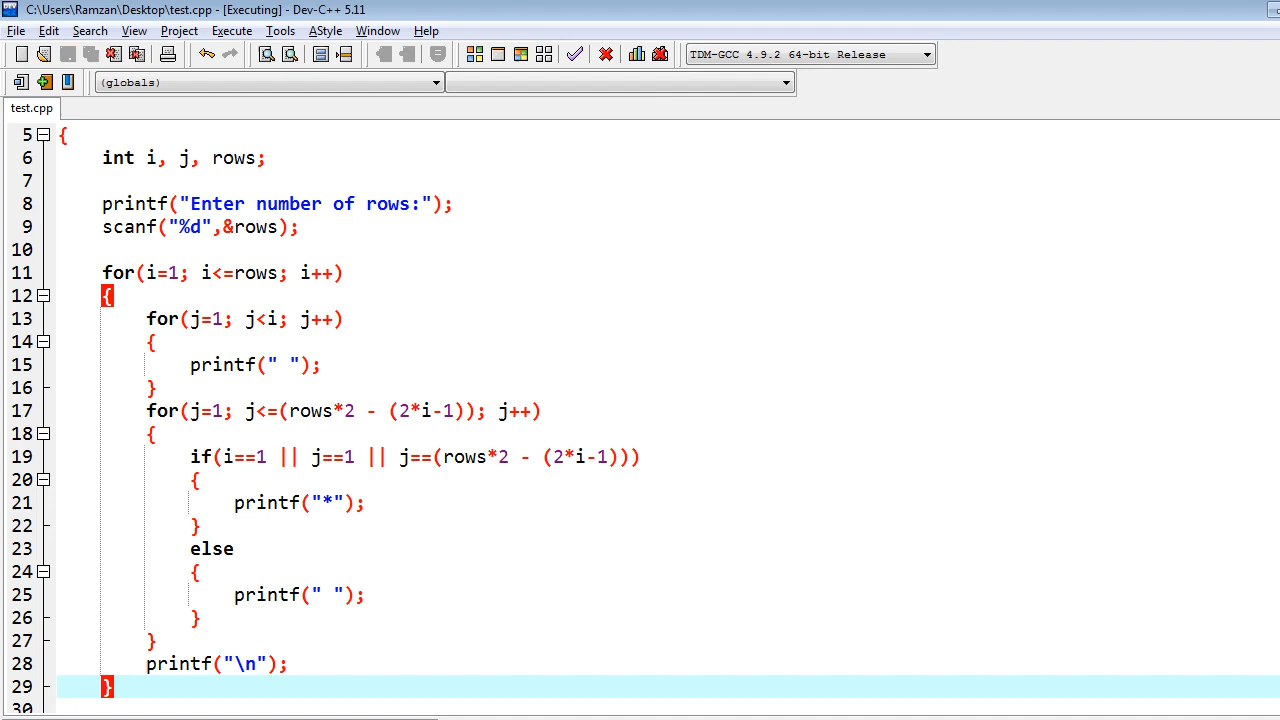 C:\Users\Ramzan\Desktop\test.cpp - [Executing] - Dev-C++ 5.11
File Edit Search View Project Execute Tools AStyle Window Help
TDM-GCC 4.9.2 64-bit Release
(globals)
test.cpp
5 {
6     int i, j, rows;
7
8     printf("Enter number of rows:");
9     scanf("%d",&rows);
10
11     for(i=1; i<=rows; i++)
12     {
13         for(j=1; j<i; j++)
14         {
15             printf(" ");
16         }
17         for(j=1; j<=(rows*2 - (2*i-1)); j++)
18         {
19             if(i==1 || j==1 || j==(rows*2 - (2*i-1)))
20             {
21                 printf("*");
22             }
23             else
24             {
25                 printf(" ");
26             }
27         }
28         printf("\n");
29     }
30